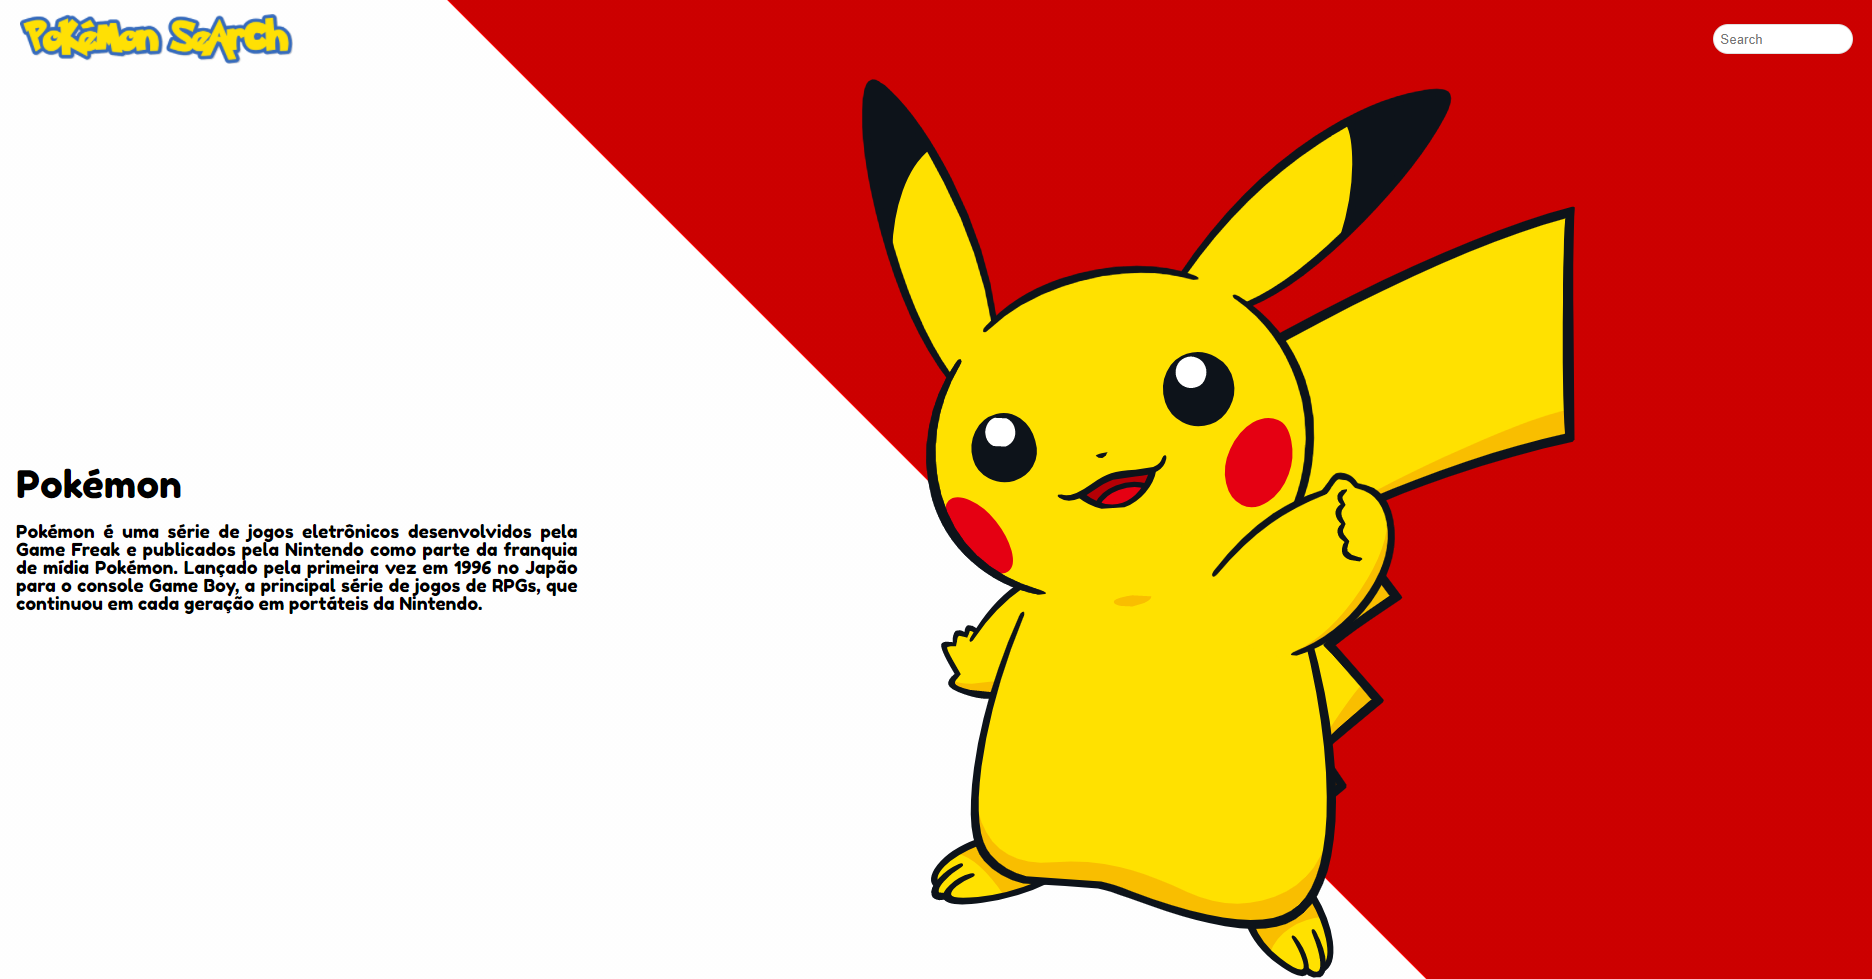 PoKéMon SeArCh
Search
Pokémon
Pokémon é uma série de jogos eletrônicos desenvolvidos pela
Game Freak e publicados pela Nintendo como parte da franquia
de mídia Pokémon. Lançado pela primeira vez em 1996 no Japão
para o console Game Boy, a principal série de jogos de RPGs, que
continuou em cada geração em portáteis da Nintendo.